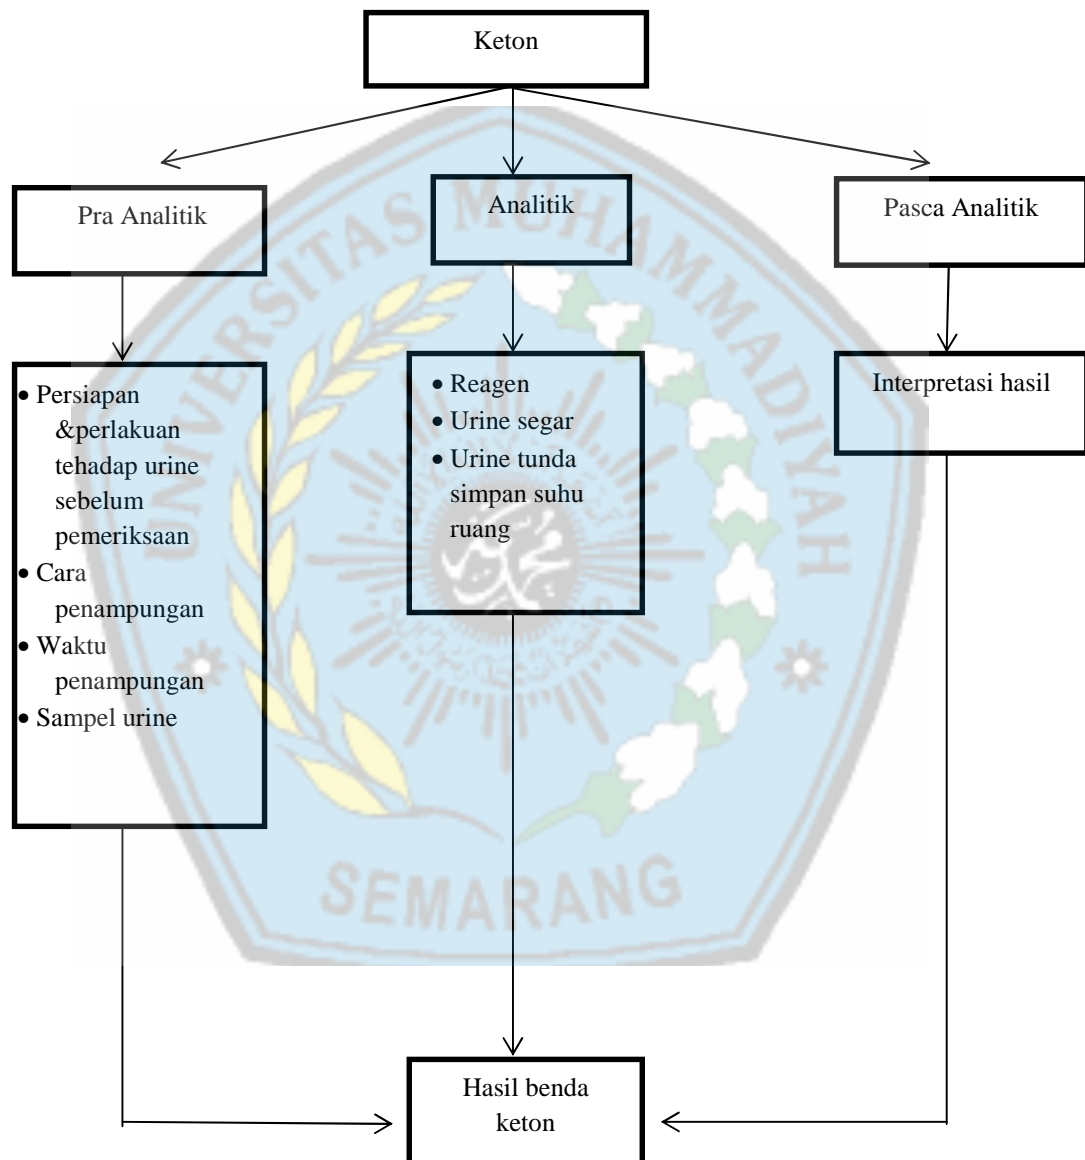 Keton
Pra Analitik
Analitik
Pasca Analitik
• Persiapan
&perlakuan
tehadap urine
sebelum
pemeriksaan
• Cara
penampungan
• Waktu
penampungan
• Sampel urine
• Reagen
• Urine segar
• Urine tunda
simpan suhu
ruang
Interpretasi hasil
Hasil benda
keton
UNIVERSITAS MUHAMMADIYAH
SEMARANG